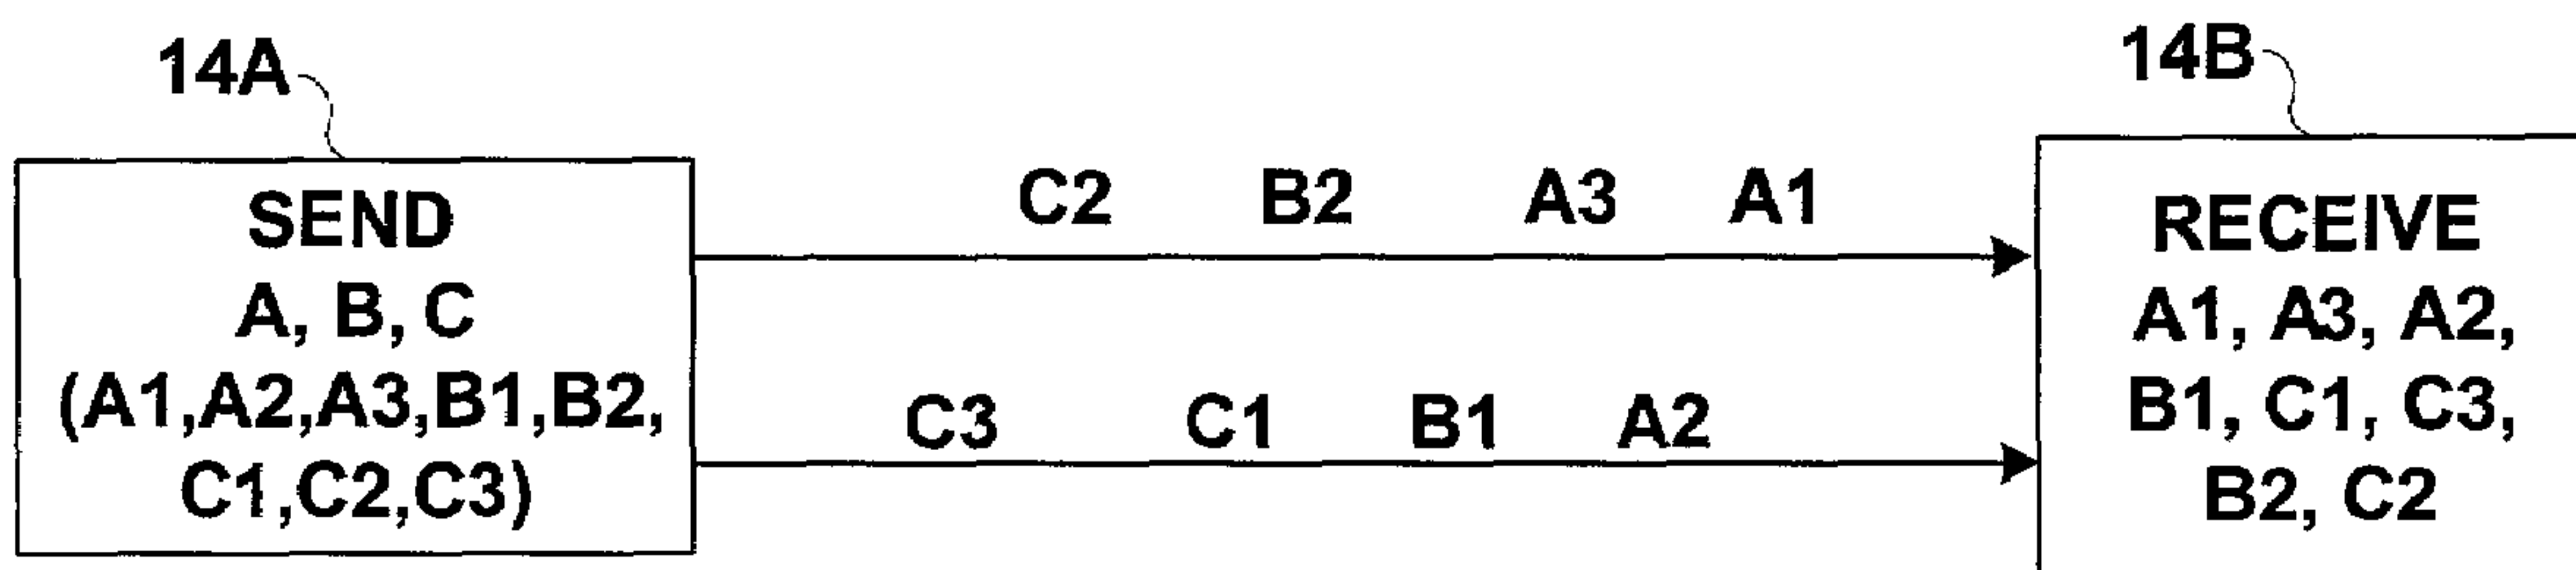 14A
14B
SEND
A, B, C
(A1,A2,A3,B1,B2,
C1,C2,C3)
C2 B2 A3 A1
C3 C1 B1 A2
RECEIVE
A1, A3, A2,
B1, C1, C3,
B2, C2